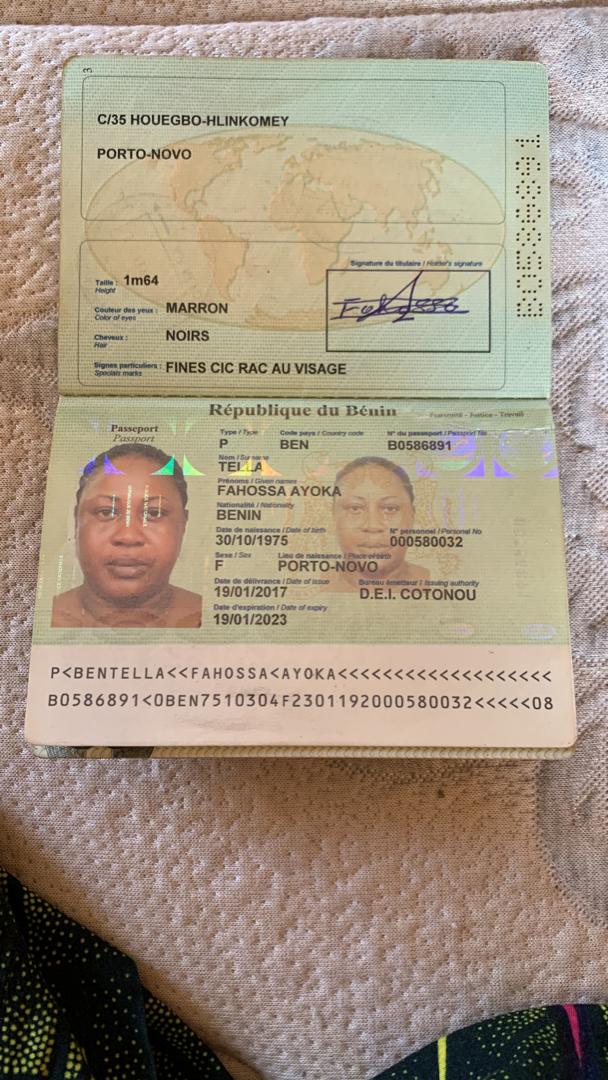 3
C/35 HOUEGBO-HLINKOMEY
PORTO-NOVO
B0586891
Signature du titulaire / Holder's signature
Taille : 1m64
Height
Couleur des yeux : MARRON
Color of eyes
Cheveux : NOIRS
Hair
Signes particuliers : FINES CIC RAC AU VISAGE
Specials marks
République du Bénin
Fraternité - Justice - Travail
Passeport
Passport
Type / Type
Code pays / Country code
N° du passeport / Passport No
P
BEN
B0586891
Nom / Surname
TELLA
Prénoms / Given names
FAHOSSA AYOKA
Nationalité / Nationality
BENIN
Date de naissance / Date of birth
N° personnel / Personel No
30/10/1975
000580032
Sexe / Sex
Lieu de naissance / Place of birth
F
PORTO-NOVO
Date de délivrance / Date of issue
Bureau émetteur / Issuing authority
19/01/2017
D.E.I. COTONOU
Date d'expiration / Date of expiry
19/01/2023
P<BENTELLA<<FAHOSSA<AYOKA<<<<<<<<<<<<<<<<<<<
B0586891<0BEN7510304F2301192000580032<<<<<08